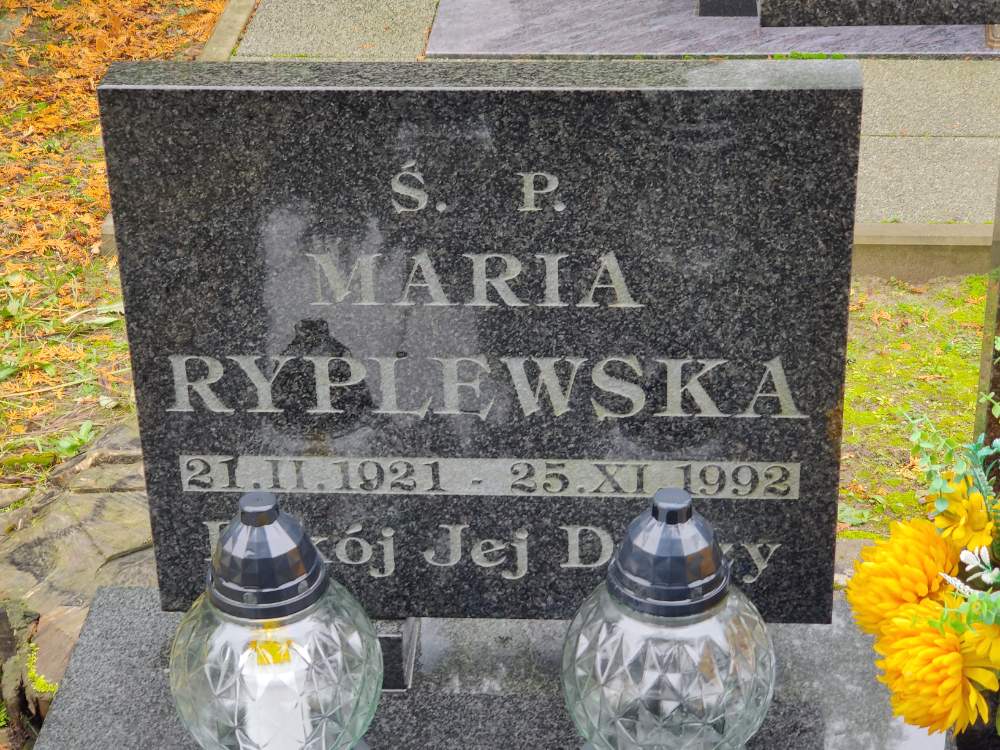 Ś. P.
MARIA
RYPLEWSKA
21.II.1921 - 25.XI.1992
Jej